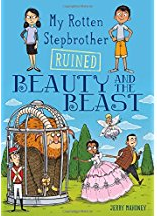 My Rotten
Stepbrother
RUINED
BEAUTY AND THE
BEAST
JERRY MAHONEY